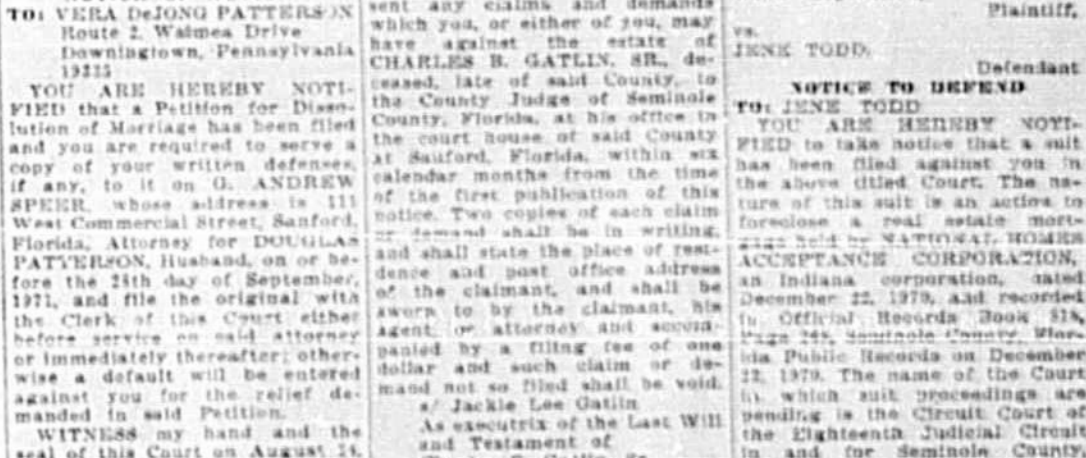 TO: VERA DeJONG PATTERSON
Route 2, Waimea Drive
Downingtown, Pennsylvania
19335
YOU ARE HEREBY NOTI-
FIED that a Petition for Disso-
lution of Marriage has been filed
and you are required to serve a
copy of your written defenses,
if any, to it on G. ANDREW
SPEER, whose address is 111
West Commercial Street, Sanford,
Florida, Attorney for DOUGLAS
PATTERSON, Husband, on or be-
fore the 28th day of September,
1971, and file the original with
the Clerk of this Court either
before service on said attorney
or immediately thereafter; other-
wise a default will be entered
against you for the relief de-
manded in said Petition.
WITNESS my hand and the
seal of this Court on August 24,
sent any claims and demands
which you, or either of you, may
have against the estate of
CHARLES B. GATLIN, SR., de-
ceased, late of said County, to
the County Judge of Seminole
County, Florida, at his office in
the court house of said County
at Sanford, Florida, within six
calendar months from the time
of the first publication of this
notice. Two copies of each claim
or demand shall be in writing,
and shall state the place of resi-
dence and post office address
of the claimant, and shall be
sworn to by the claimant, his
agent, or attorney and accom-
panied by a filing fee of one
dollar and such claim or de-
mand not so filed shall be void.
s/ Jackie Lee Gatlin
As executrix of the Last Will
and Testament of
Plaintiff,
vs.
JENE TODD,
Defendant
NOTICE TO DEFEND
TO: JENE TODD
YOU ARE HEREBY NOTI-
FIED to take notice that a suit
has been filed against you in
the above titled Court. The na-
ture of this suit is an action to
foreclose a real estate mort-
gage held by NATIONAL HOMES
ACCEPTANCE CORPORATION,
an Indiana corporation, dated
December 22, 1970, and recorded
in Official Records Book
Page Seminole County, Flor-
ida Public Records on December
22, 1970. The name of the Court
in which suit proceedings are
pending is the Circuit Court of
the Eighteenth Judicial Circuit
in and for Seminole County,